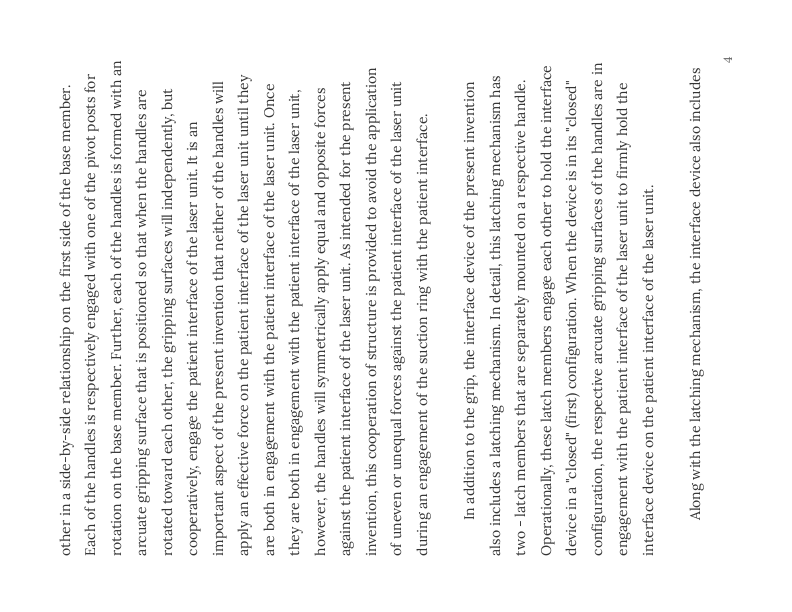 other in a side-by-side relationship on the first side of the base member.
Each of the handles is respectively engaged with one of the pivot posts for
rotation on the base member. Further, each of the handles is formed with an
arcuate gripping surface that is positioned so that when the handles are
rotated toward each other, the gripping surfaces will independently, but
cooperatively, engage the patient interface of the laser unit. It is an
important aspect of the present invention that neither of the handles will
apply an effective force on the patient interface of the laser unit until they
are both in engagement with the patient interface of the laser unit. Once
they are both in engagement with the patient interface of the laser unit,
however, the handles will symmetrically apply equal and opposite forces
against the patient interface of the laser unit. As intended for the present
invention, this cooperation of structure is provided to avoid the application
of uneven or unequal forces against the patient interface of the laser unit
during an engagement of the suction ring with the patient interface.
In addition to the grip, the interface device of the present invention
also includes a latching mechanism. In detail, this latching mechanism has
two - latch members that are separately mounted on a respective handle.
Operationally, these latch members engage each other to hold the interface
device in a "closed" (first) configuration. When the device is in its "closed"
configuration, the respective arcuate gripping surfaces of the handles are in
engagement with the patient interface of the laser unit to firmly hold the
interface device on the patient interface of the laser unit.
Along with the latching mechanism, the interface device also includes
4